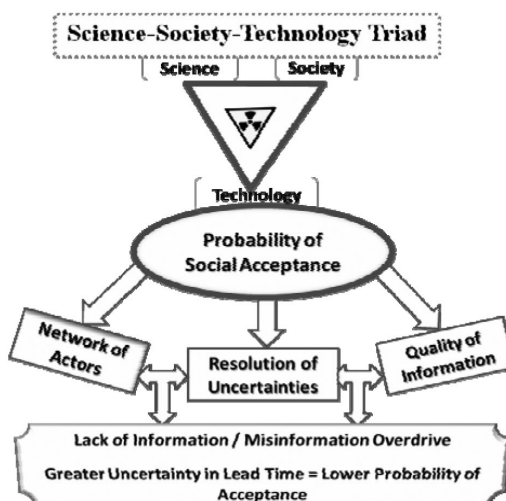 Science-Society-Technology Triad
Science Society
Technology
Probability of
Social Acceptance
Network of
Actors
Resolution of
Uncertainties
Quality of
Information
Lack of Information / Misinformation Overdrive
Greater Uncertainty in Lead Time = Lower Probability of
Acceptance